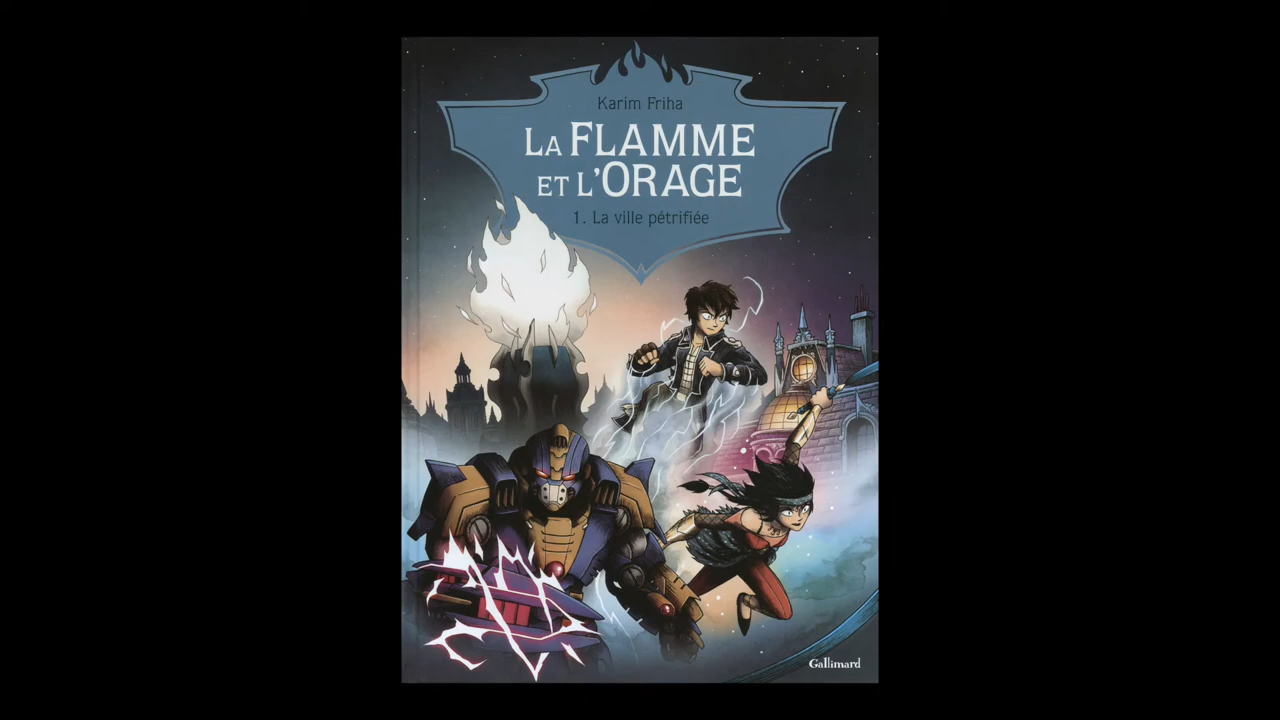 Karim Friha
LA FLAMME
ET L'ORAGE
1. La ville pétrifiée
Gallimard